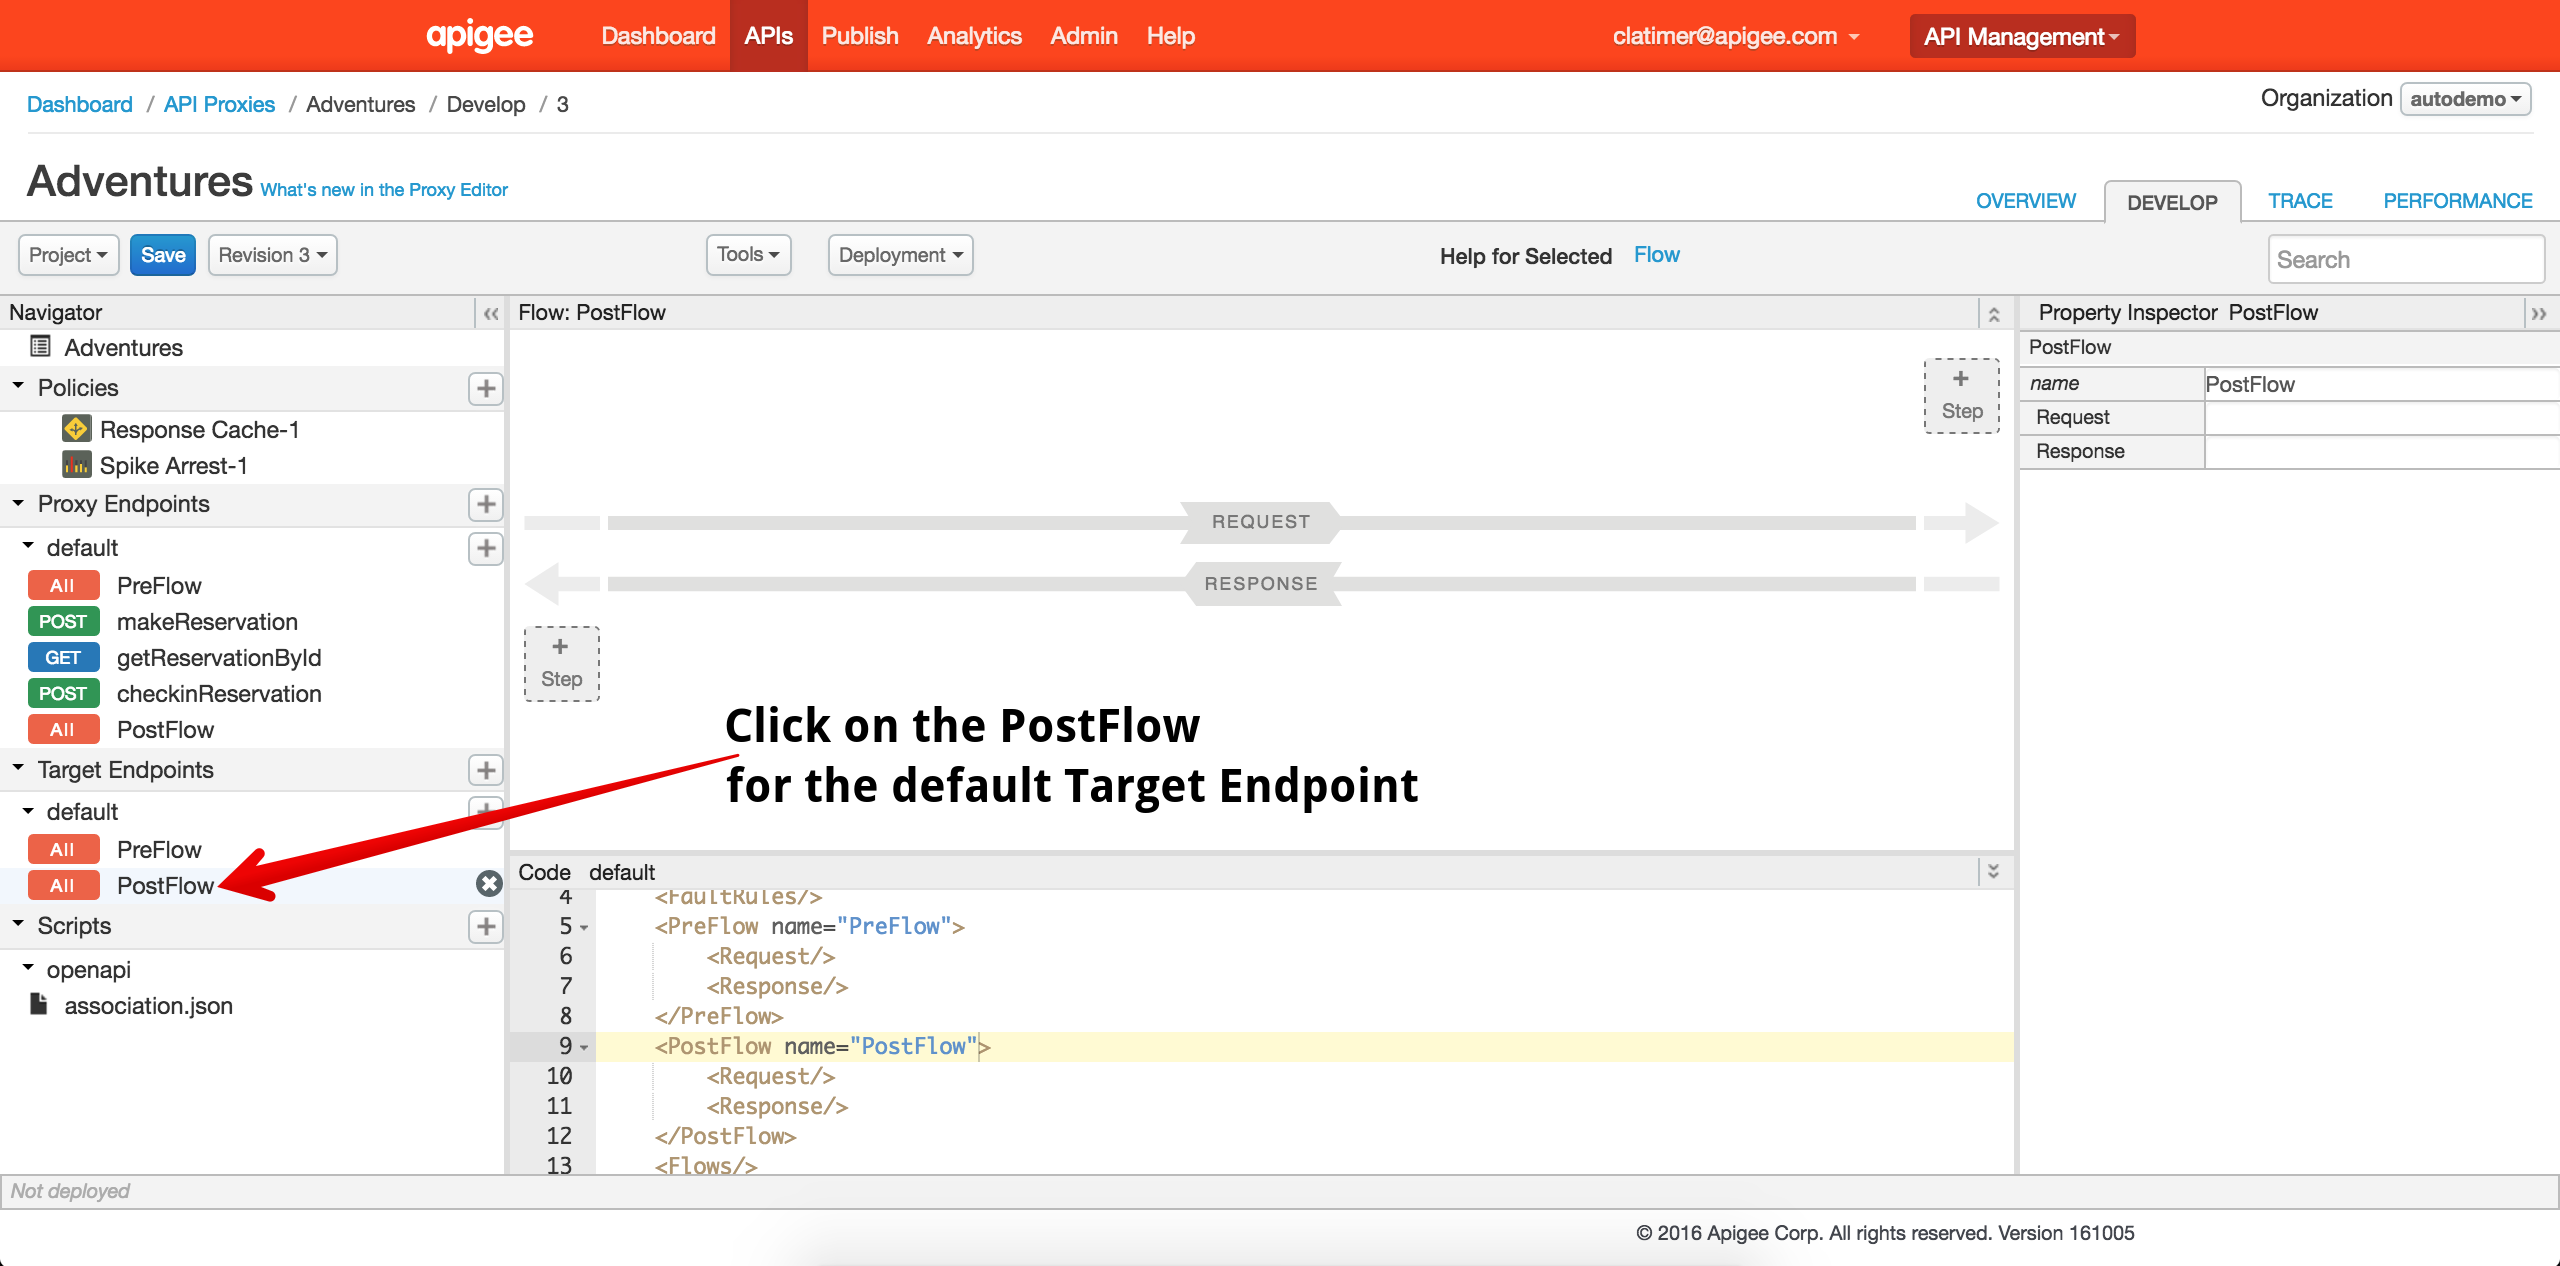 apigee Dashboard APIs Publish Analytics Admin Help clatimer@apigee.com API Management
Dashboard / API Proxies / Adventures / Develop / 3 Organization autodemo
Adventures What's new in the Proxy Editor OVERVIEW DEVELOP TRACE PERFORMANCE
Project Save Revision 3 Tools Deployment Help for Selected Flow Search
Navigator
Adventures
Policies
Response Cache-1
Spike Arrest-1
Proxy Endpoints
default
All PreFlow
POST makeReservation
GET getReservationById
POST checkinReservation
All PostFlow
Target Endpoints
default
All PreFlow
All PostFlow
Scripts
openapi
association.json
Flow: PostFlow
+
Step
REQUEST
RESPONSE
+
Step
Click on the PostFlow
for the default Target Endpoint
Code default
4 <FaultRules/>
5 <PreFlow name="PreFlow">
6 <Request/>
7 <Response/>
8 </PreFlow>
9 <PostFlow name="PostFlow">
10 <Request/>
11 <Response/>
12 </PostFlow>
13 <Flows/>
Property Inspector PostFlow
PostFlow
name PostFlow
Request
Response
Not deployed
© 2016 Apigee Corp. All rights reserved. Version 161005